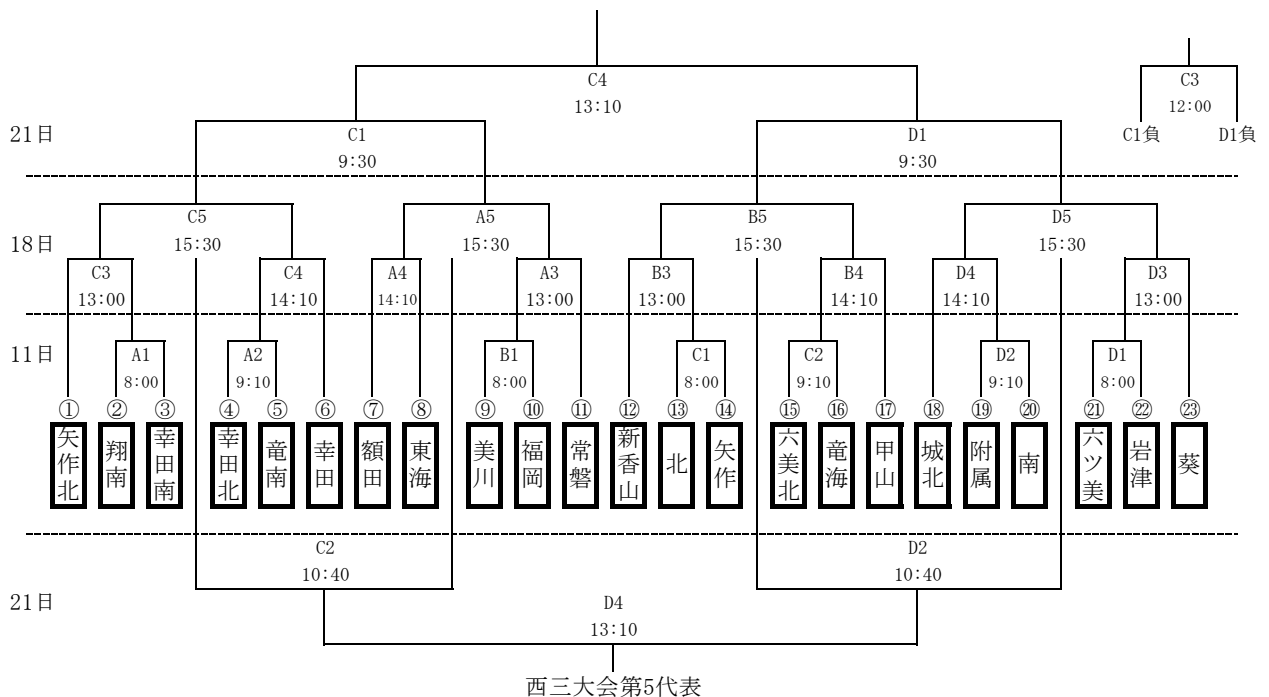 C4
C3
13:10
12:00
21日
C1
D1
C1負
D1負
9:30
9:30
C5
A5
B5
D5
18日
15:30
15:30
15:30
15:30
C3
C4
A4
A3
B3
B4
D4
D3
13:00
14:10
14:10
13:00
13:00
14:10
14:10
13:00
11日
A1
A2
B1
C1
C2
D2
D1
8:00
9:10
8:00
8:00
9:10
9:10
8:00
① ② ③ ④ ⑤ ⑥ ⑦ ⑧ ⑨ ⑩ ⑪ ⑫ ⑬ ⑭ ⑮ ⑯ ⑰ ⑱ ⑲ ⑳ ㉑ ㉒ ㉓
矢作北
翔南
幸田南
幸田北
竜南
幸田
額田
東海
美川
福岡
常磐
新香山
北
矢作
六美北
竜海
甲山
城北
附属
南
六ツ美
岩津
葵
C2
D2
10:40
10:40
21日
D4
13:10
西三大会第5代表